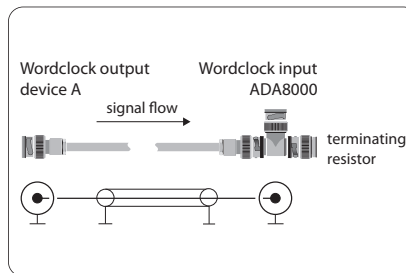 Wordclock output
device A
Wordclock input
ADA8000
signal flow
terminating
resistor